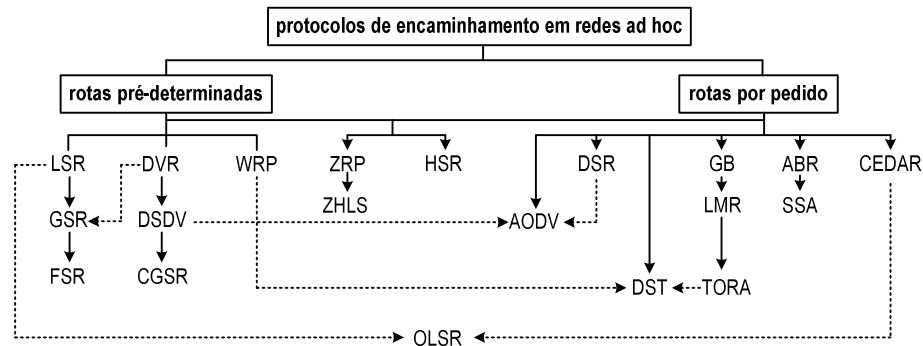 protocolos de encaminhamento em redes ad hoc
rotas pré-determinadas rotas por pedido
LSR DVR WRP ZRP HSR DSR GB ABR CEDAR
GSR DSDV ZHLS AODV LMR SSA
FSR CGSR DST TORA
OLSR